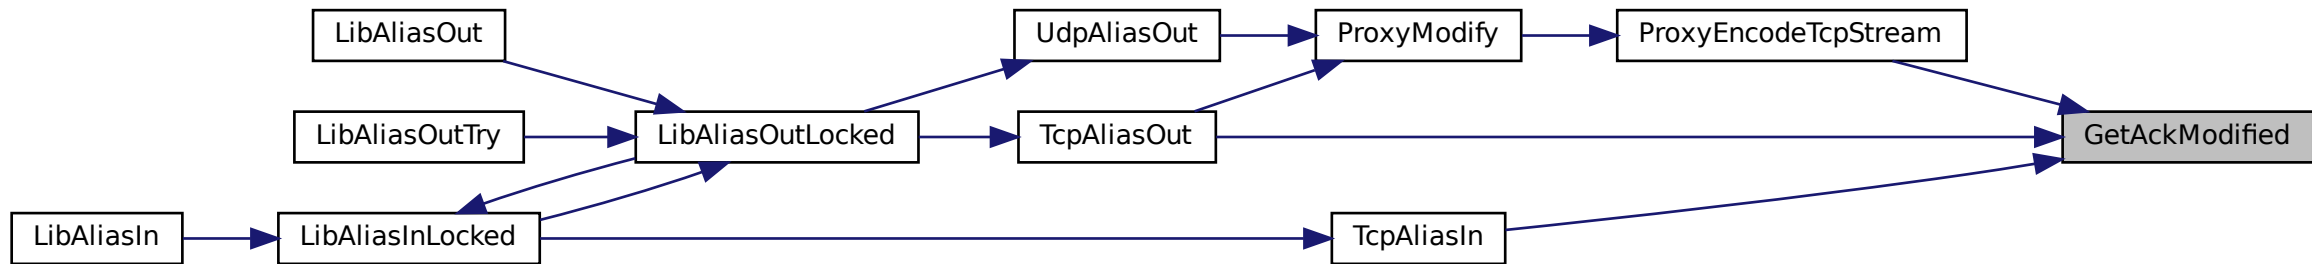 LibAliasOut
UdpAliasOut
ProxyModify
ProxyEncodeTcpStream
LibAliasOutTry
LibAliasOutLocked
TcpAliasOut
GetAckModified
LibAliasIn
LibAliasInLocked
TcpAliasIn